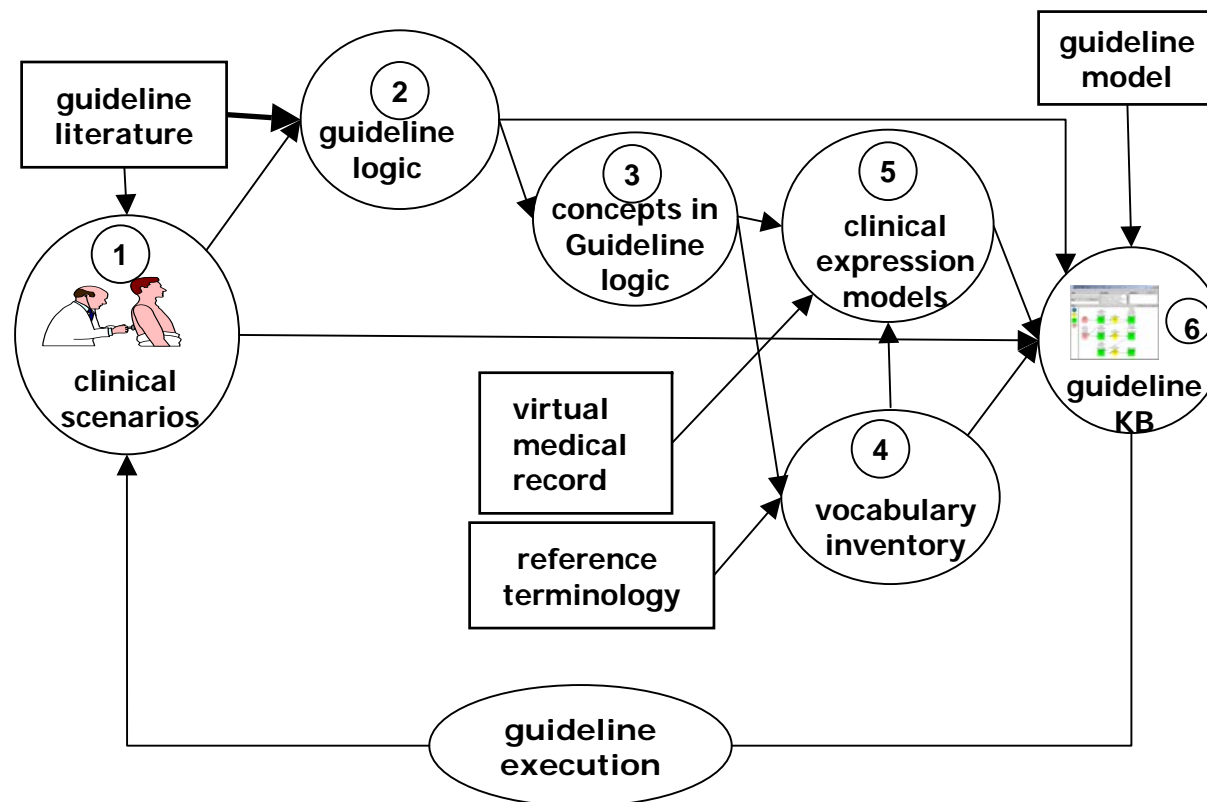 guideline
model
guideline
literature
2
guideline
logic
3
concepts in
Guideline
logic
5
clinical
expression
models
1
clinical
scenarios
6
guideline
KB
virtual
medical
record
4
vocabulary
inventory
reference
terminology
guideline
execution